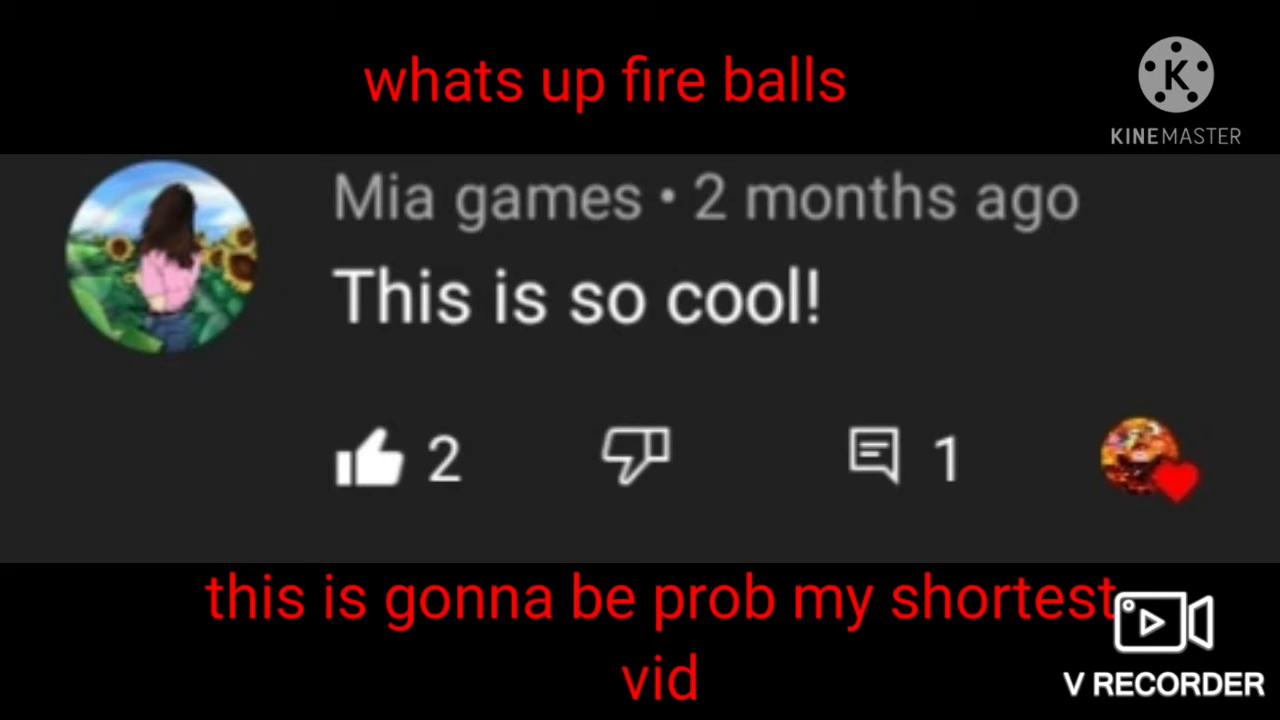 whats up fire balls
K
KINEMASTER
Mia games • 2 months ago
This is so cool!
2
1
this is gonna be prob my shortest
vid
V RECORDER